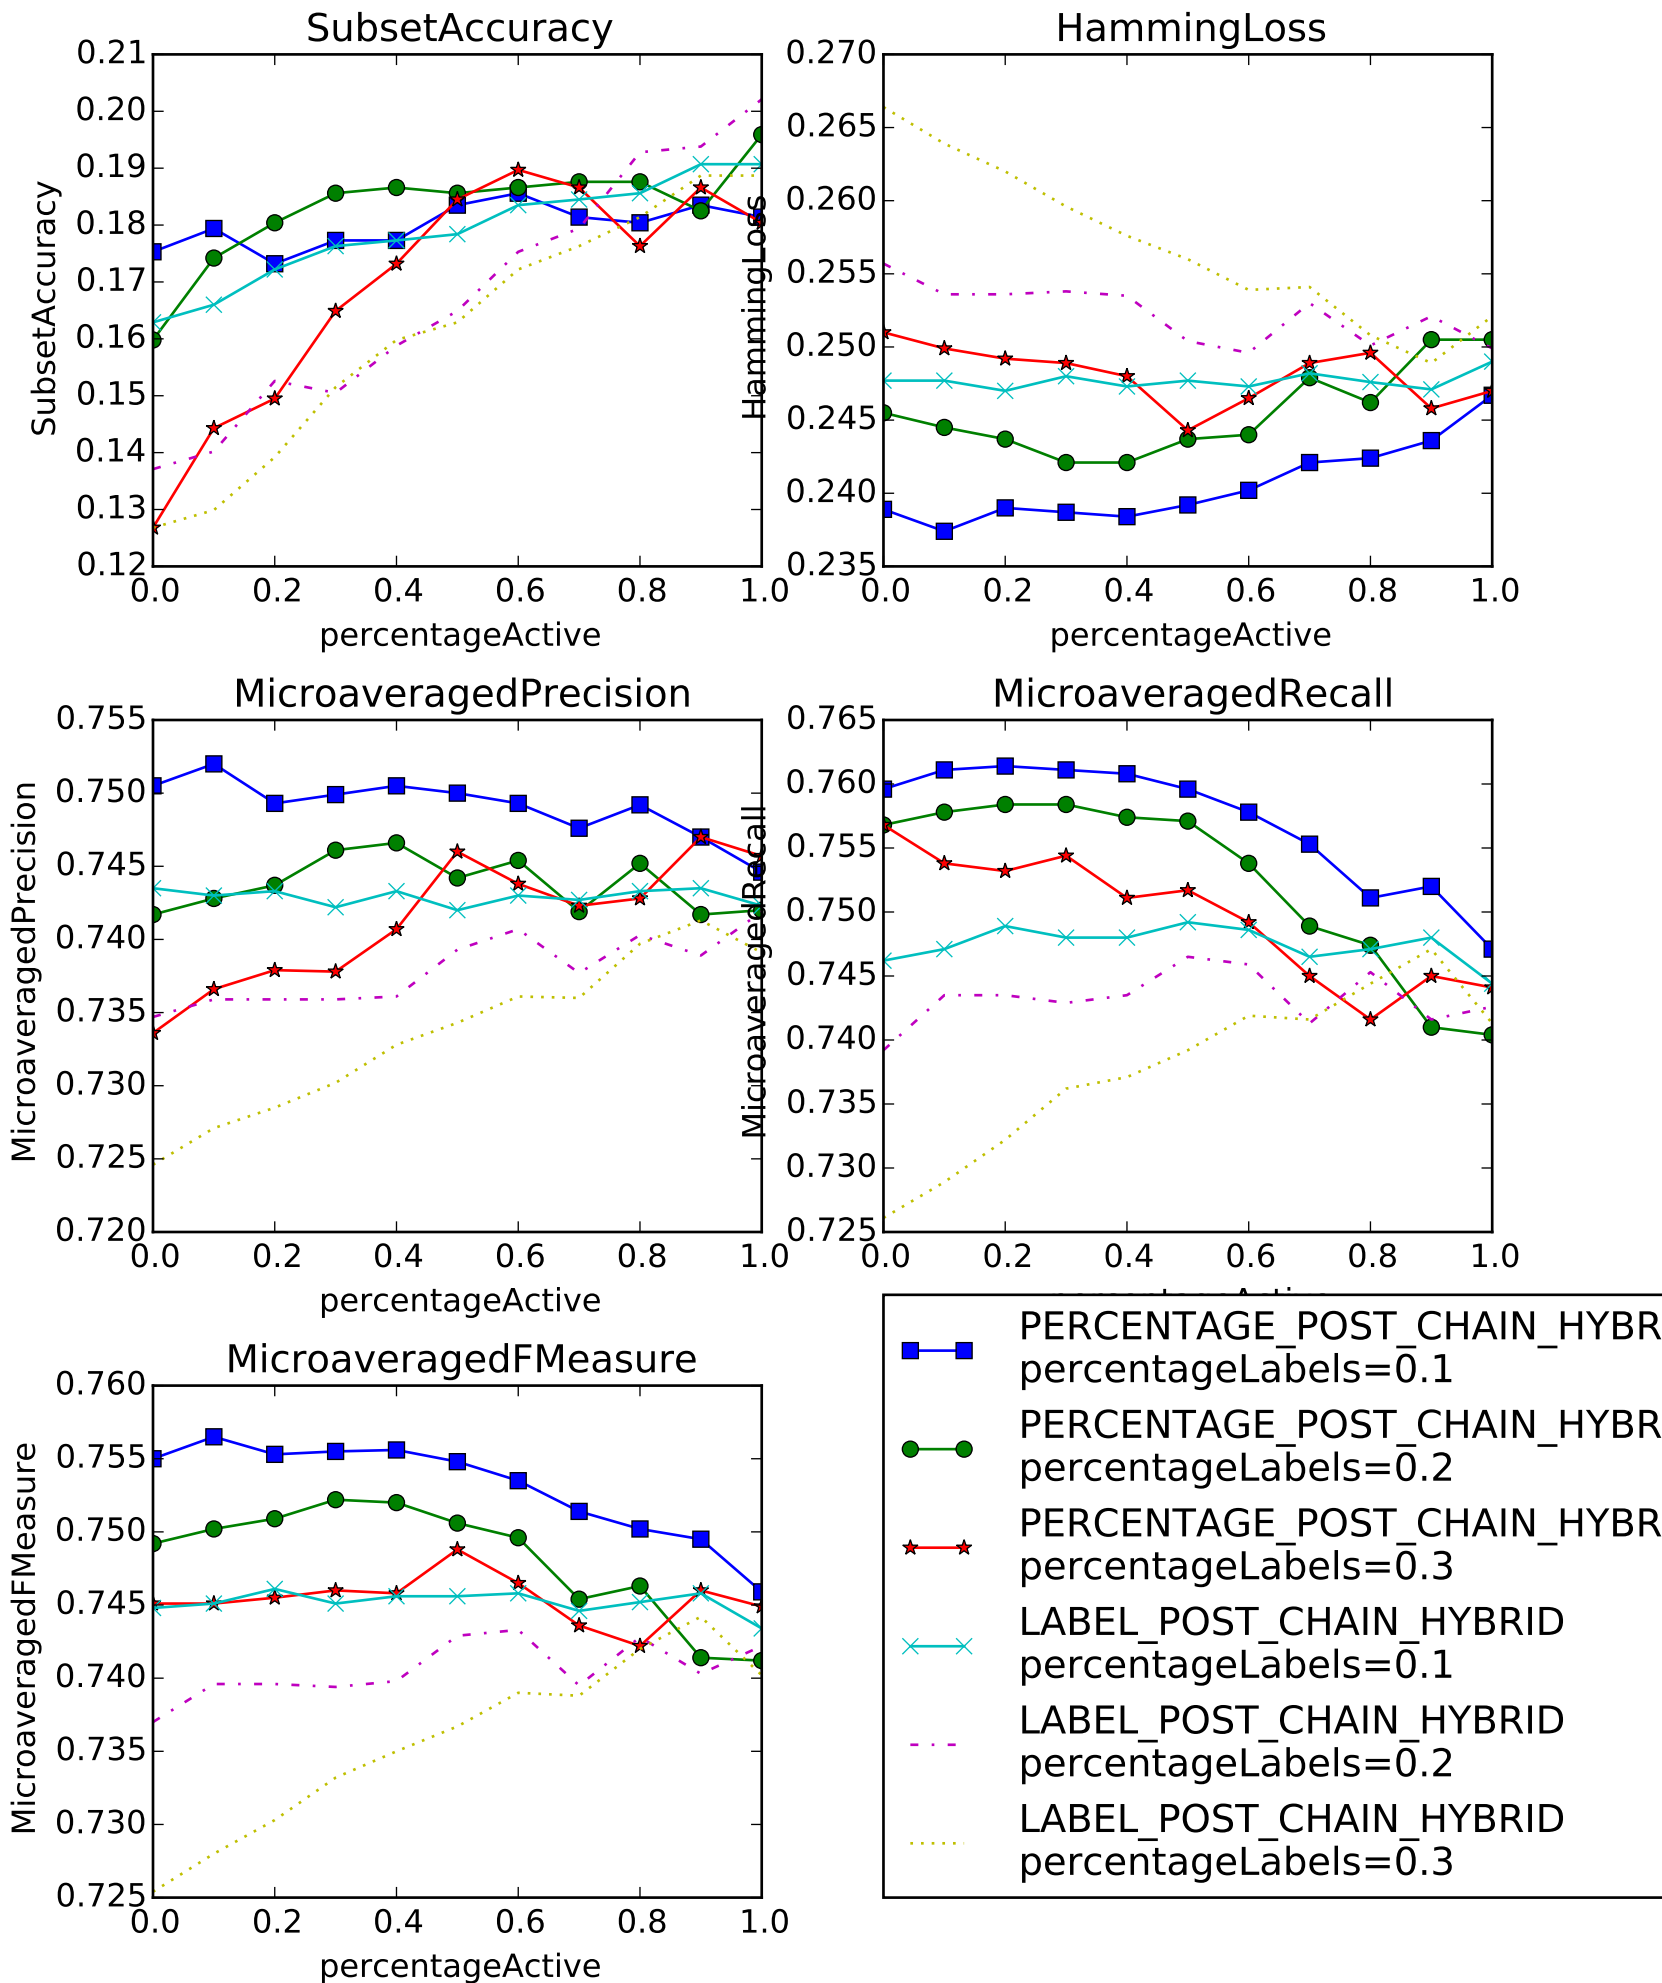 SubsetAccuracy
0.21
0.20
0.19
0.18
0.17
0.16
0.15
0.14
0.13
0.12
SubsetAccuracy
0.0 0.2 0.4 0.6 0.8 1.0
percentageActive
HammingLoss
0.270
0.265
0.260
0.255
0.250
0.245
0.240
0.235
HammingLoss
0.0 0.2 0.4 0.6 0.8 1.0
percentageActive
MicroaveragedPrecision
0.755
0.750
0.745
0.740
0.735
0.730
0.725
0.720
MicroaveragedPrecision
0.0 0.2 0.4 0.6 0.8 1.0
percentageActive
MicroaveragedRecall
0.765
0.760
0.755
0.750
0.745
0.740
0.735
0.730
0.725
MicroaveragedRecall
0.0 0.2 0.4 0.6 0.8 1.0
MicroaveragedFMeasure
0.760
0.755
0.750
0.745
0.740
0.735
0.730
0.725
MicroaveragedFMeasure
0.0 0.2 0.4 0.6 0.8 1.0
percentageActive
PERCENTAGE_POST_CHAIN_HYBR
percentageLabels=0.1
PERCENTAGE_POST_CHAIN_HYBR
percentageLabels=0.2
PERCENTAGE_POST_CHAIN_HYBR
percentageLabels=0.3
LABEL_POST_CHAIN_HYBRID
percentageLabels=0.1
LABEL_POST_CHAIN_HYBRID
percentageLabels=0.2
LABEL_POST_CHAIN_HYBRID
percentageLabels=0.3